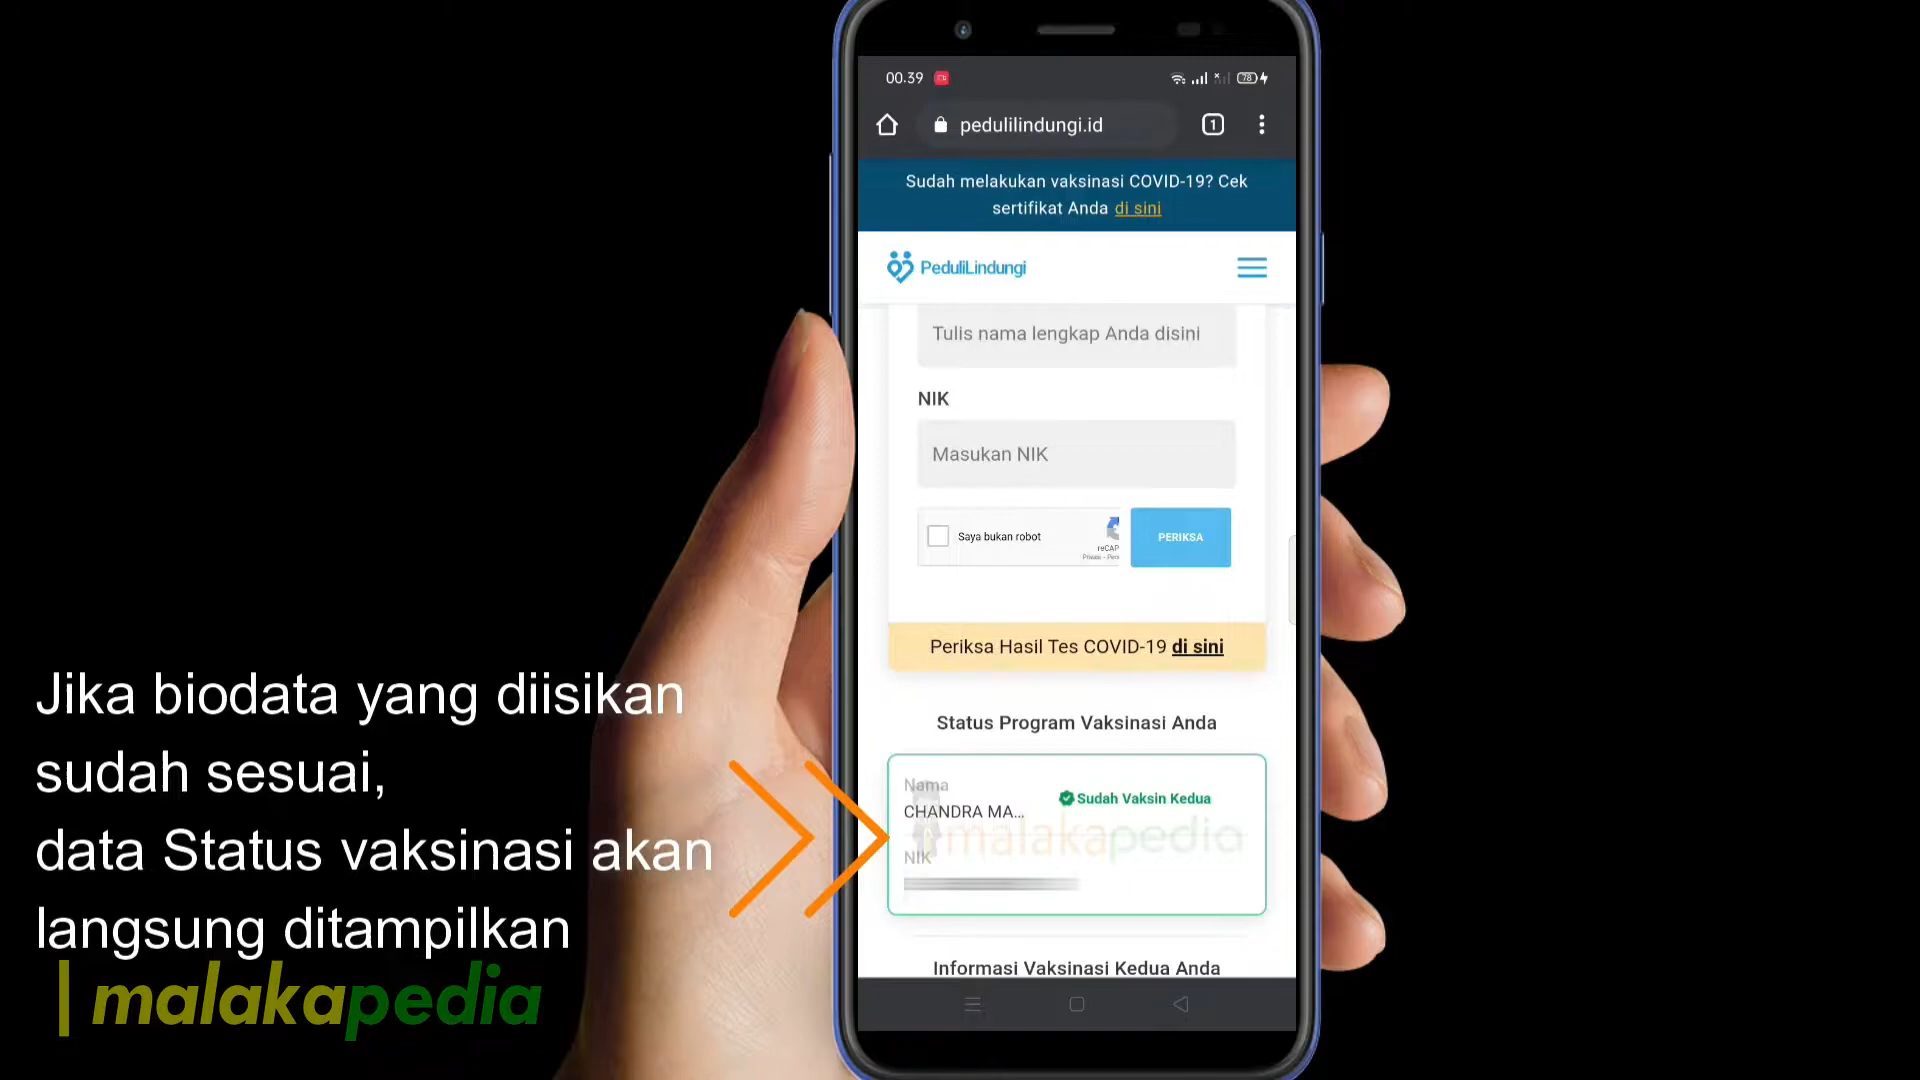 00.39
78
pedulilindungi.id
1
Sudah melakukan vaksinasi COVID-19? Cek
sertifikat Anda di sini
PeduliLindungi
Tulis nama lengkap Anda disini
NIK
Masukan NIK
Saya bukan robot
reCAP
PERIKSA
Periksa Hasil Tes COVID-19 di sini
Status Program Vaksinasi Anda
Nama
Sudah Vaksin Kedua
CHANDRA MA...
malakapedia
NIK
Informasi Vaksinasi Kedua Anda
Jika biodata yang diisikan
sudah sesuai,
data Status vaksinasi akan
langsung ditampilkan
malakapedia